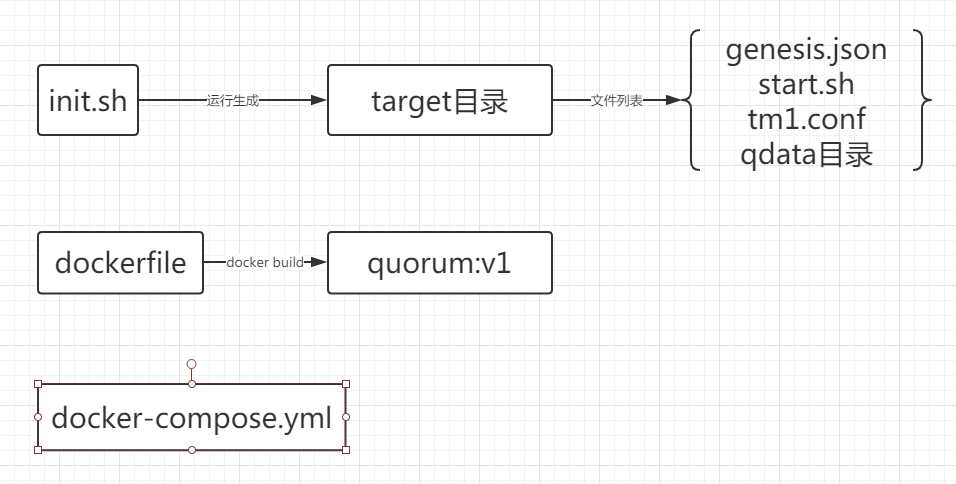 init.sh
运行生成
target目录
文件列表
genesis.json
start.sh
tm1.conf
qdata目录
dockerfile
docker build
quorum:v1
docker-compose.yml